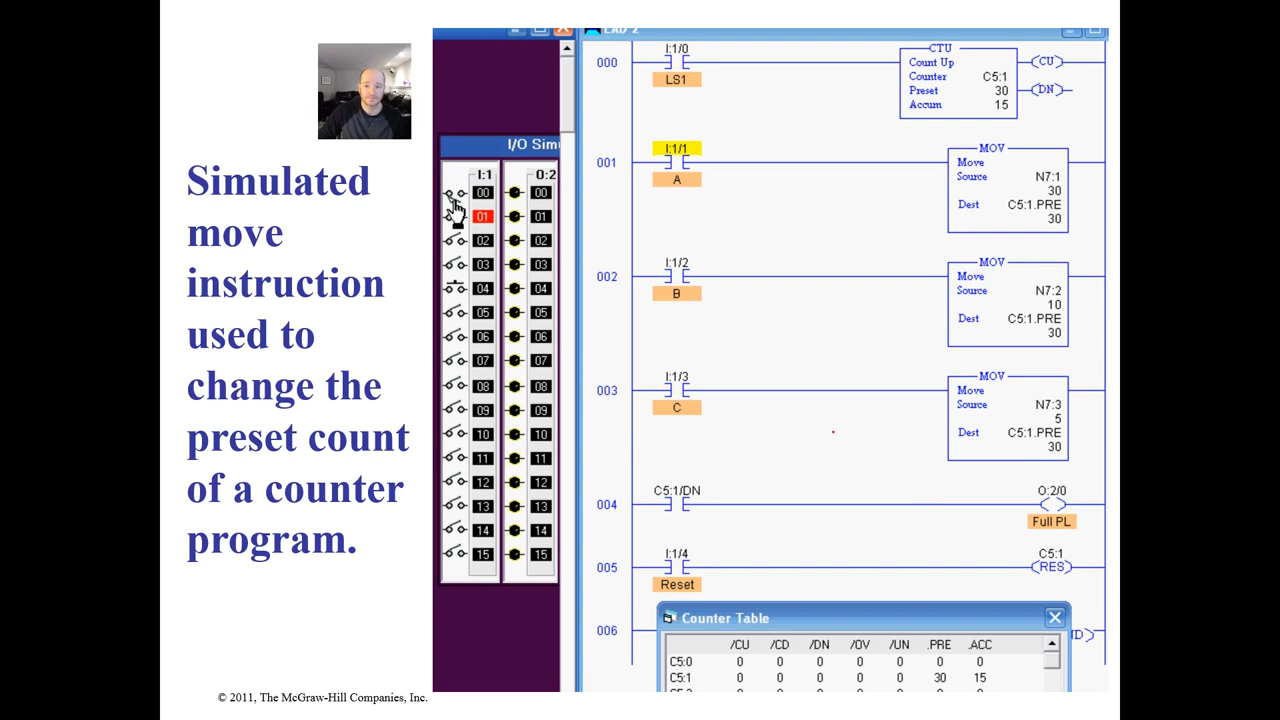 Simulated
move
instruction
used to
change the
preset count
of a counter
program.
© 2011, The McGraw-Hill Companies, Inc.
I/O Simu
I:1
O:2
00 00
01 01
02 02
03 03
04 04
05 05
06 06
07 07
08 08
09 09
10 10
11 11
12 12
13 13
14 14
15 15
LAD 2
000
I:1/0
LS1
CTU
Count Up
Counter C5:1
Preset 30
Accum 15
CU
DN
001
I:1/1
A
MOV
Move
Source N7:1
30
Dest C5:1.PRE
30
002
I:1/2
B
MOV
Move
Source N7:2
10
Dest C5:1.PRE
30
003
I:1/3
C
MOV
Move
Source N7:3
5
Dest C5:1.PRE
30
004
C5:1/DN
O:2/0
Full PL
005
I:1/4
Reset
C5:1
RES
006
Counter Table
/CU /CD /DN /OV /UN .PRE .ACC
C5:0 0 0 0 0 0 0 0
C5:1 0 0 0 0 0 30 15